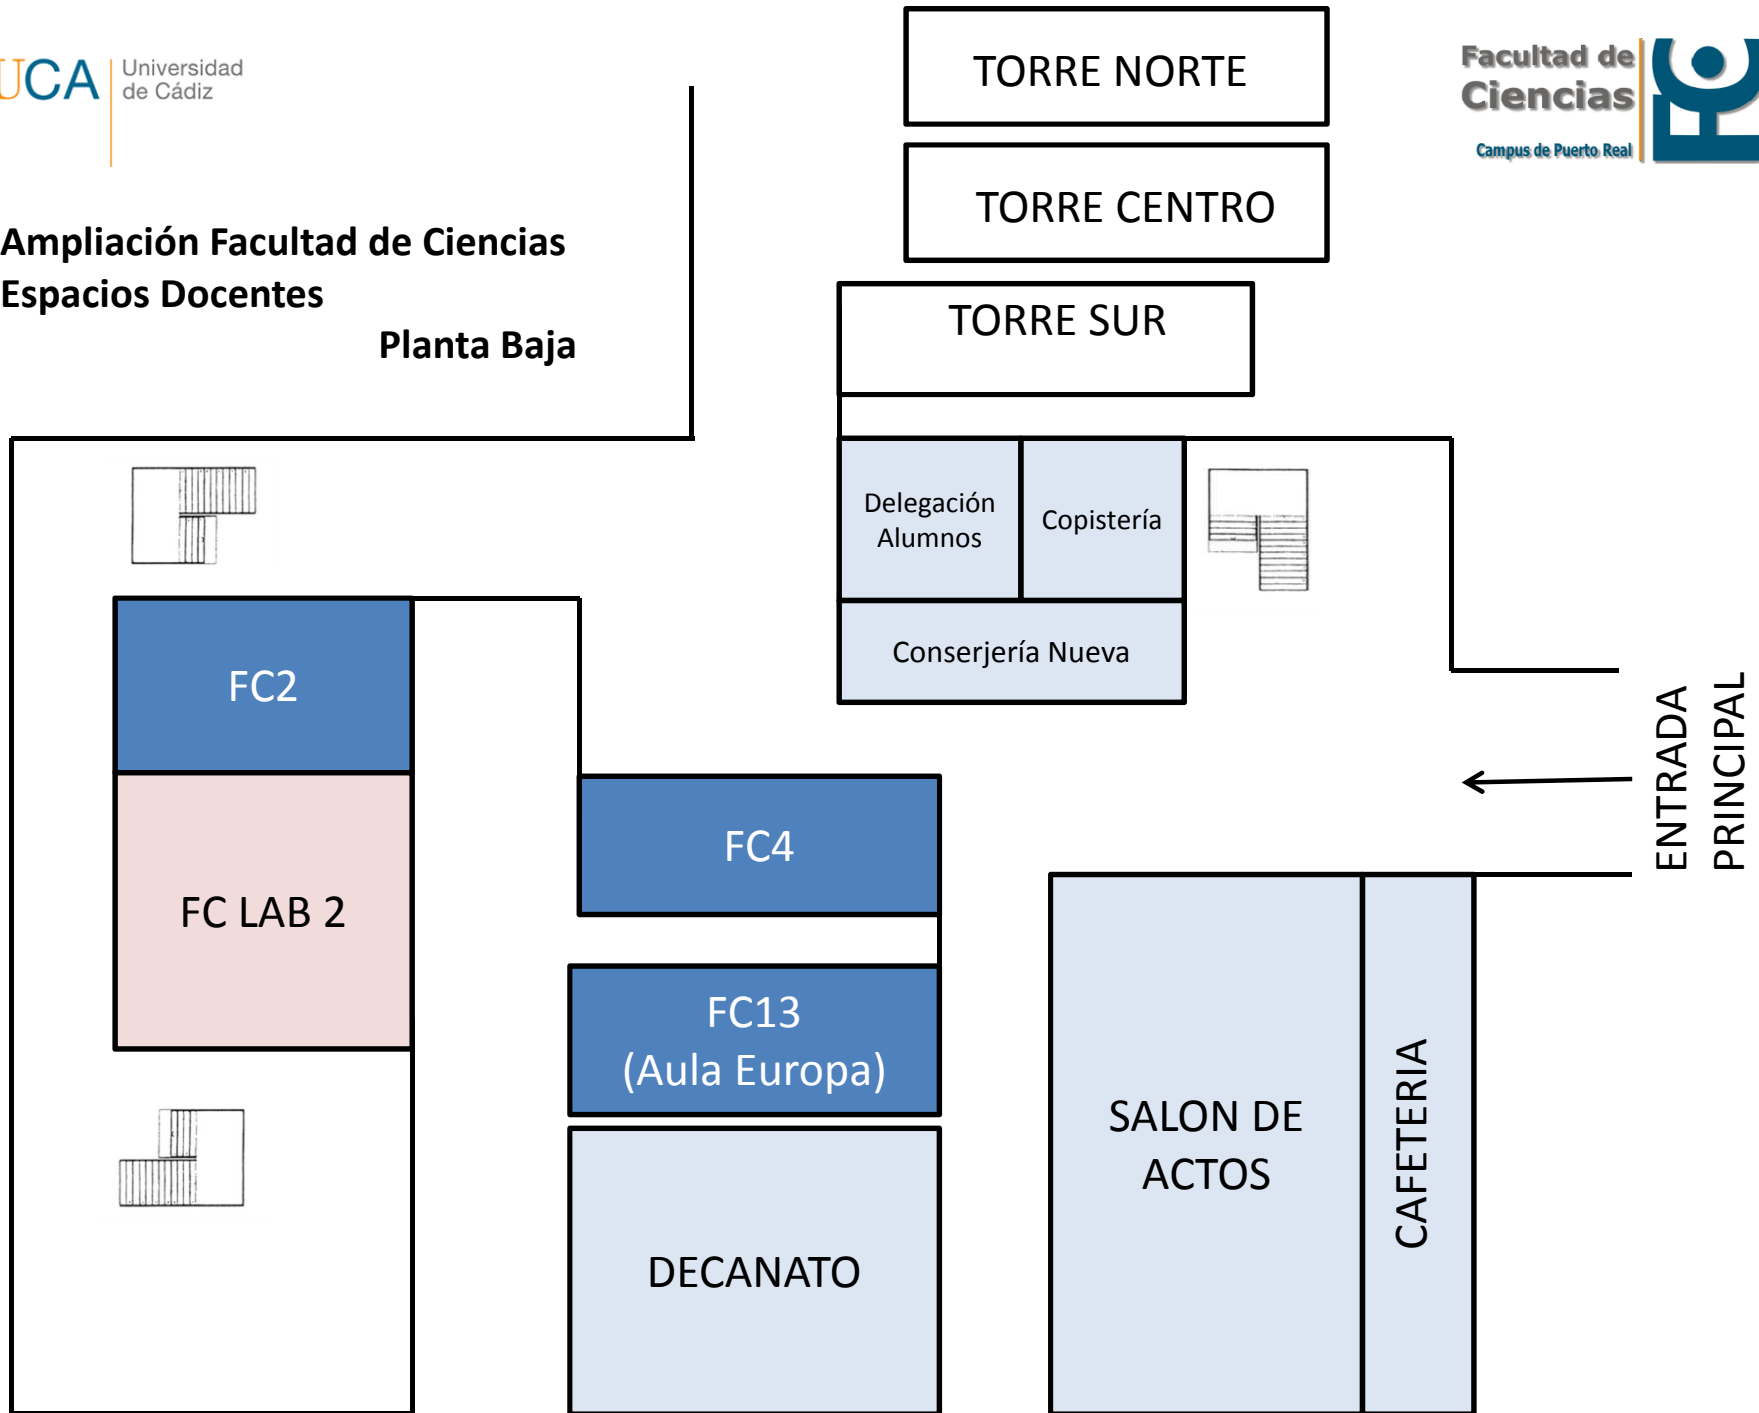 UCA
Universidad
de Cádiz
Facultad de
Ciencias
Campus de Puerto Real
FC
Ampliación Facultad de Ciencias
Espacios Docentes
Planta Baja
TORRE NORTE
TORRE CENTRO
TORRE SUR
Delegación
Alumnos
Copistería
Conserjería Nueva
ENTRADA
PRINCIPAL
FC2
FC LAB 2
FC4
FC13
(Aula Europa)
DECANATO
SALON DE
ACTOS
CAFETERIA